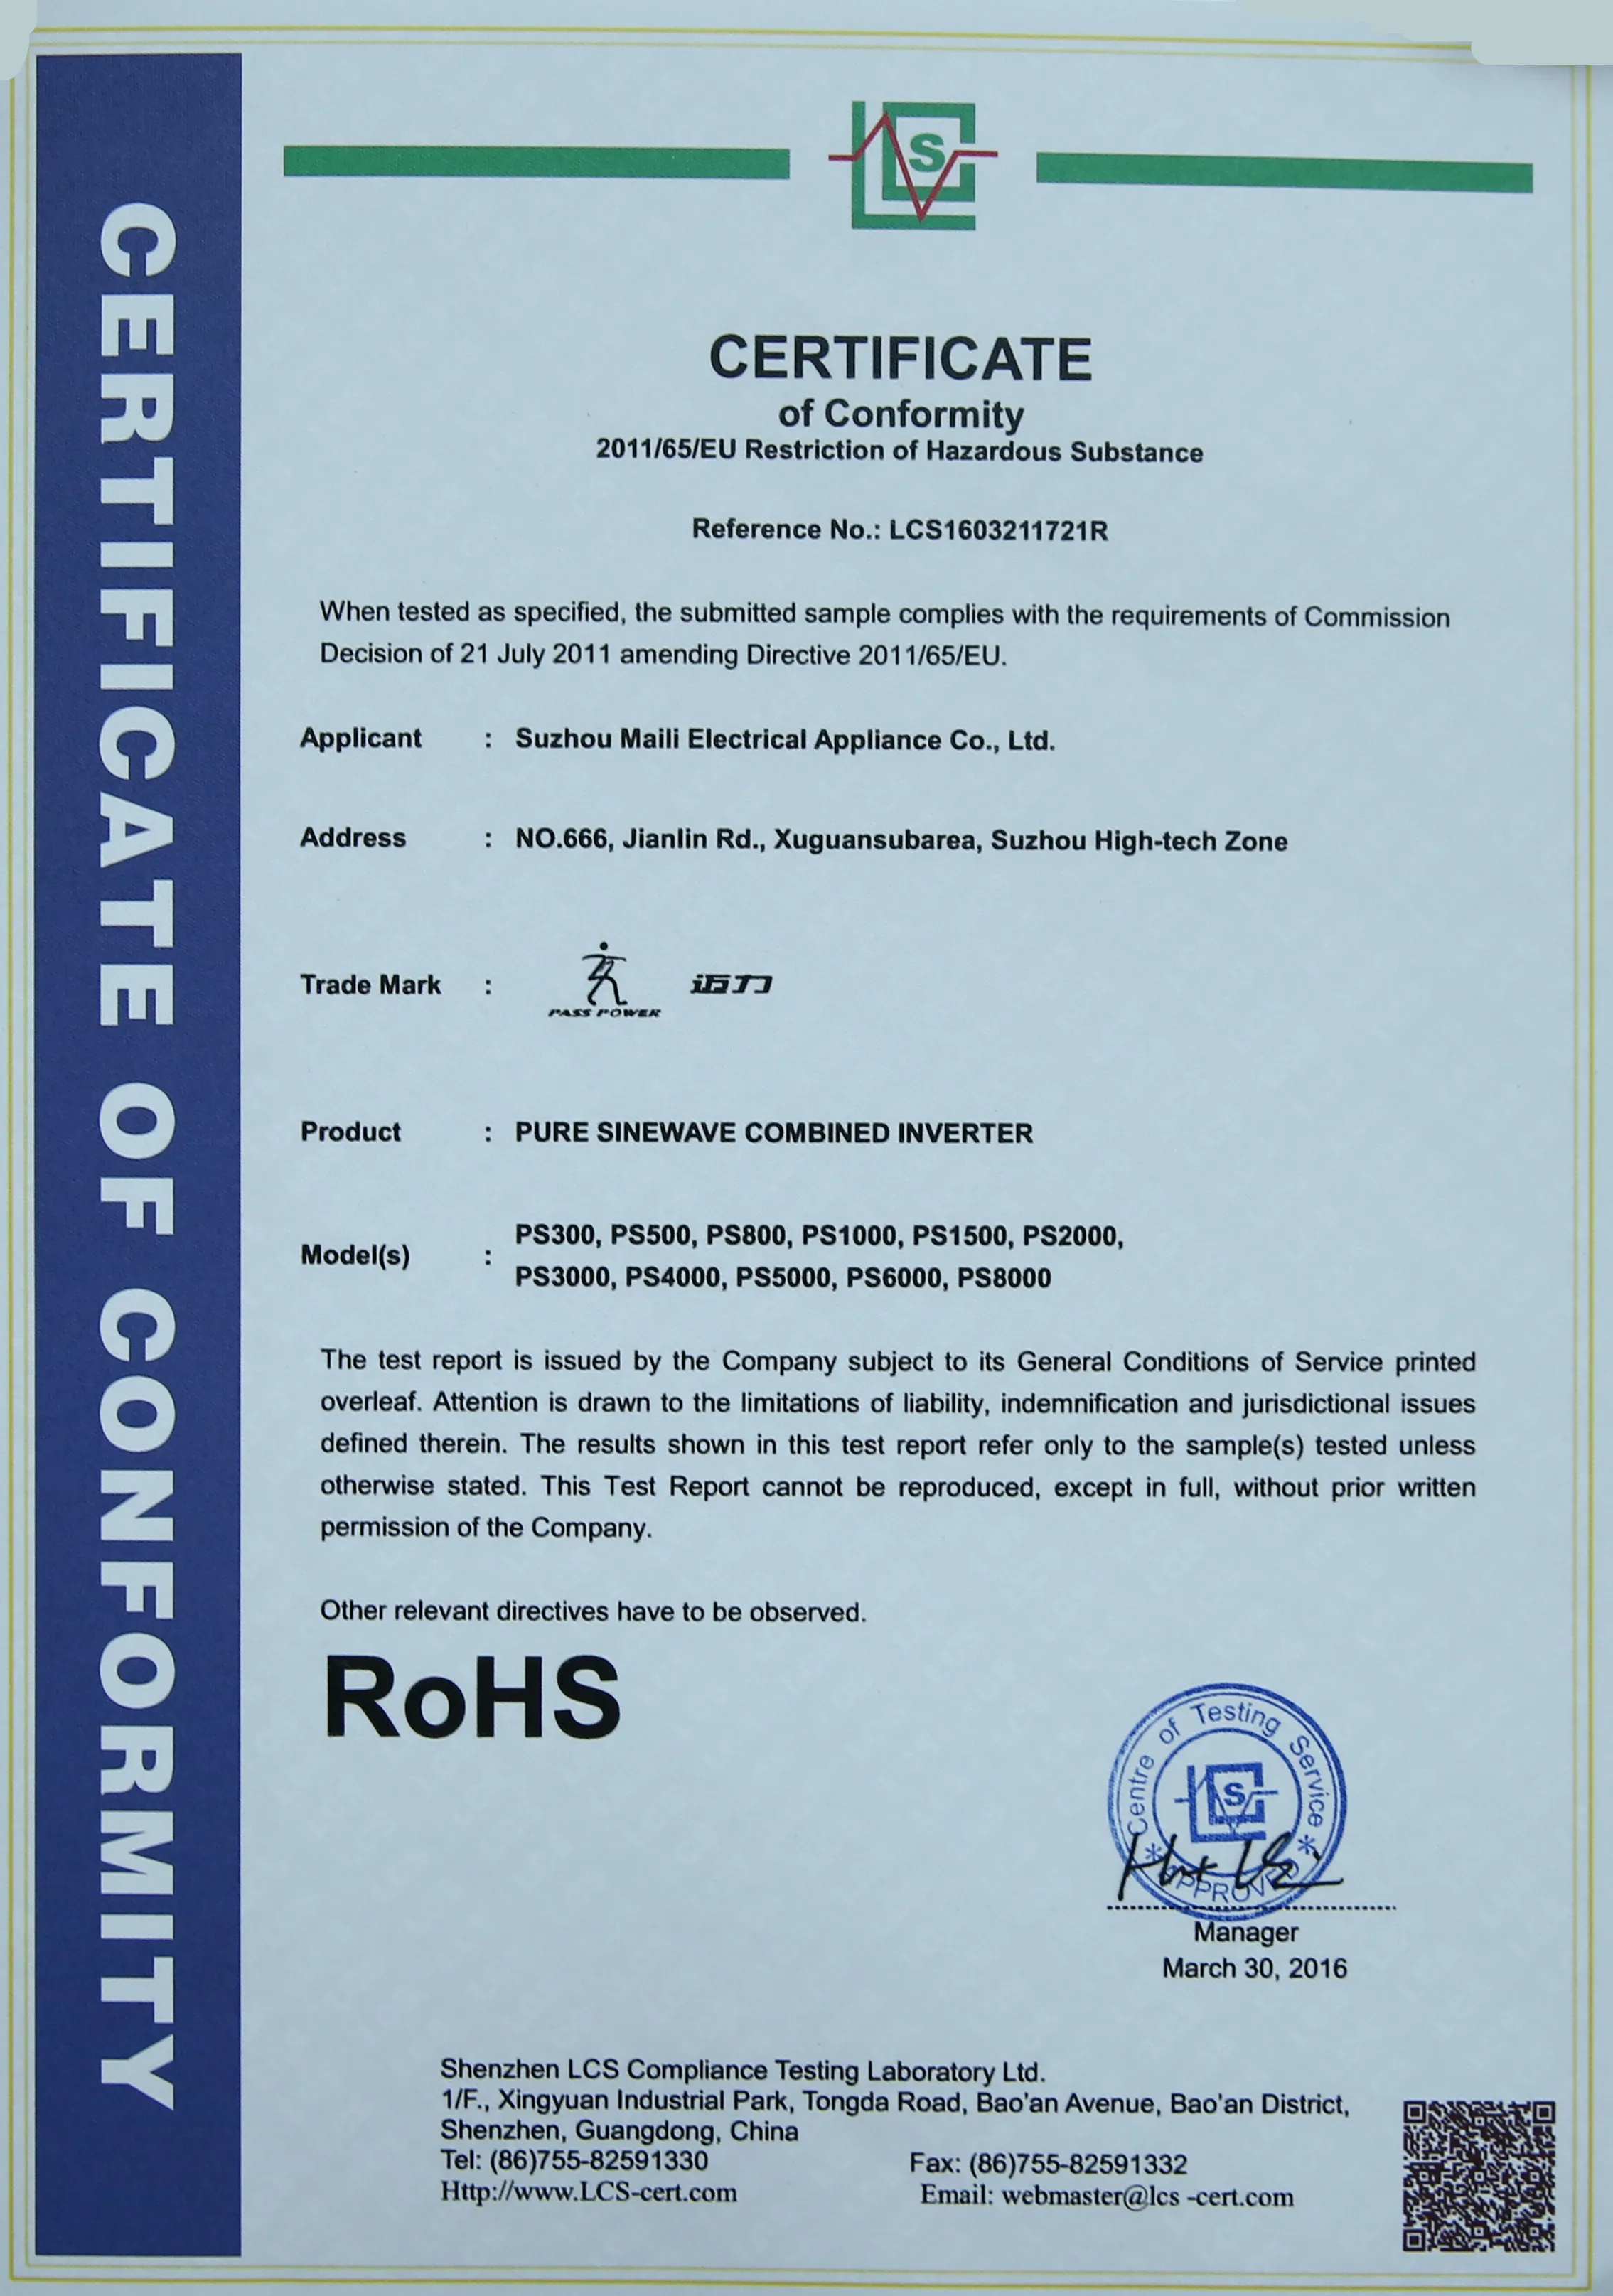 CERTIFICATE OF CONFORMITY
LCS
CERTIFICATE
of Conformity
2011/65/EU Restriction of Hazardous Substance
Reference No.: LCS1603211721R
When tested as specified, the submitted sample complies with the requirements of Commission
Decision of 21 July 2011 amending Directive 2011/65/EU.
Applicant : Suzhou Maili Electrical Appliance Co., Ltd.
Address : NO.666, Jianlin Rd., Xuguansubarea, Suzhou High-tech Zone
Trade Mark : PASS POWER 迈力
Product : PURE SINEWAVE COMBINED INVERTER
Model(s) : PS300, PS500, PS800, PS1000, PS1500, PS2000,
PS3000, PS4000, PS5000, PS6000, PS8000
The test report is issued by the Company subject to its General Conditions of Service printed
overleaf. Attention is drawn to the limitations of liability, indemnification and jurisdictional issues
defined therein. The results shown in this test report refer only to the sample(s) tested unless
otherwise stated. This Test Report cannot be reproduced, except in full, without prior written
permission of the Company.
Other relevant directives have to be observed.
RoHS
Centre of Testing Service
LCS
* APPROVED *
Manager
March 30, 2016
Shenzhen LCS Compliance Testing Laboratory Ltd.
1/F., Xingyuan Industrial Park, Tongda Road, Bao'an Avenue, Bao'an District,
Shenzhen, Guangdong, China
Tel: (86)755-82591330 Fax: (86)755-82591332
Http://www.LCS-cert.com Email: webmaster@lcs -cert.com